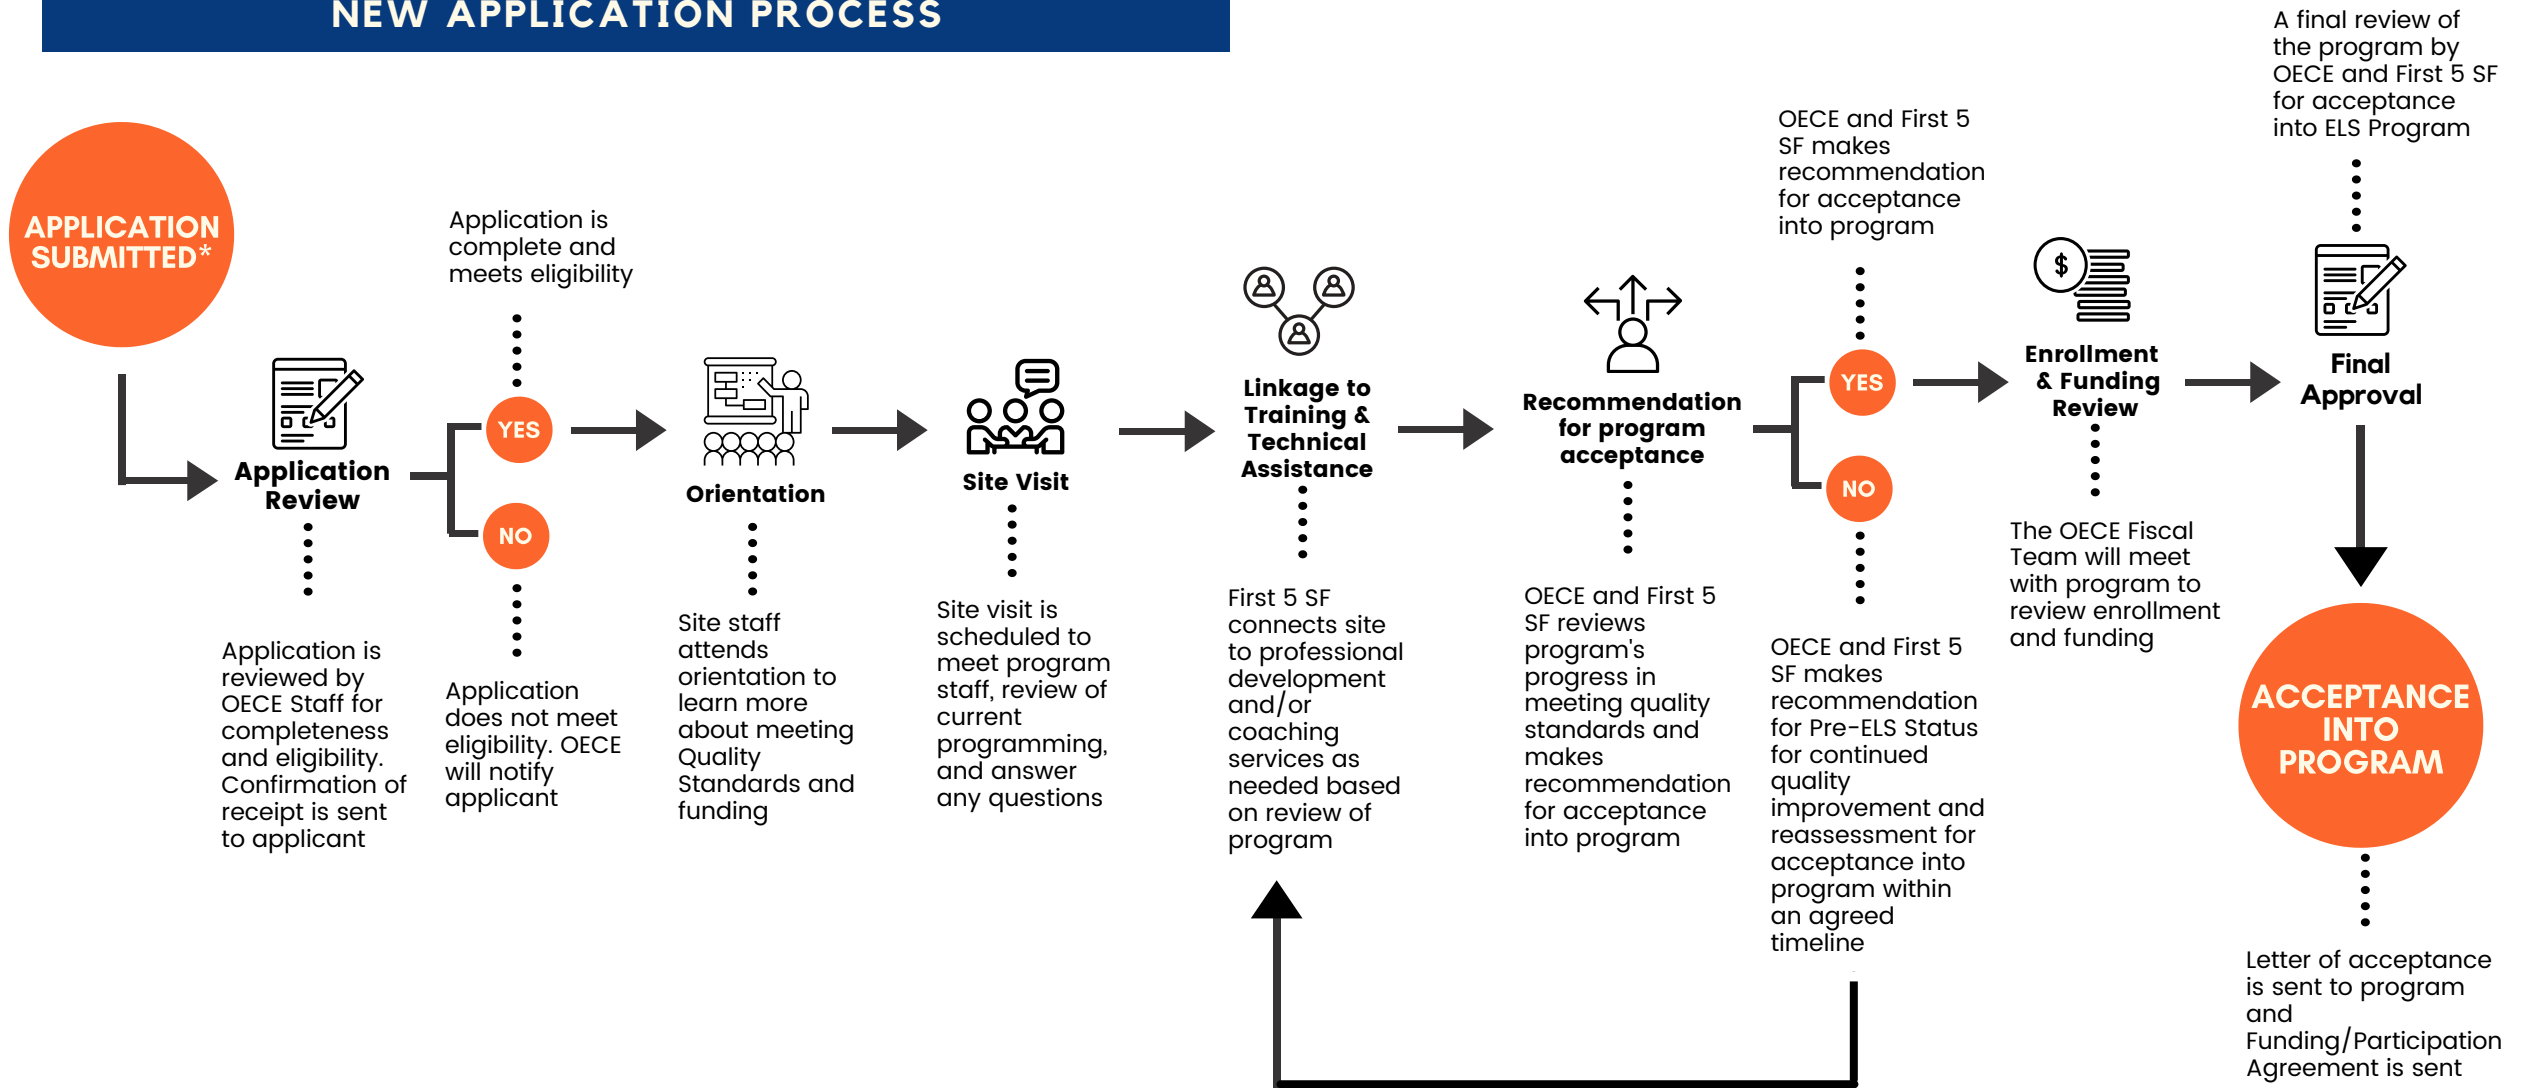 NEW APPLICATION PROCESS
APPLICATION
SUBMITTED*
Application
Review
Application is
reviewed by
OECE Staff for
completeness
and eligibility.
Confirmation of
receipt is sent
to applicant
Application is
complete and
meets eligibility
YES
NO
Application
does not meet
eligibility. OECE
will notify
applicant
Orientation
Site staff
attends
orientation to
learn more
about meeting
Quality
Standards and
funding
Site Visit
Site visit is
scheduled to
meet program
staff, review of
current
programming,
and answer
any questions
Linkage to
Training &
Technical
Assistance
First 5 SF
connects site
to professional
development
and/or
coaching
services as
needed based
on review of
program
Recommendation
for program
acceptance
OECE and First 5
SF reviews
program's
progress in
meeting quality
standards and
makes
recommendation
for acceptance
into program
OECE and First 5
SF makes
recommendation
for acceptance
into program
YES
NO
OECE and First 5
SF makes
recommendation
for Pre-ELS Status
for continued
quality
improvement and
reassessment for
acceptance into
program within
an agreed
timeline
$
Enrollment
& Funding
Review
The OECE Fiscal
Team will meet
with program to
review enrollment
and funding
A final review of
the program by
OECE and First 5 SF
for acceptance
into ELS Program
Final
Approval
ACCEPTANCE
INTO
PROGRAM
Letter of acceptance
is sent to program
and
Funding/Participation
Agreement is sent